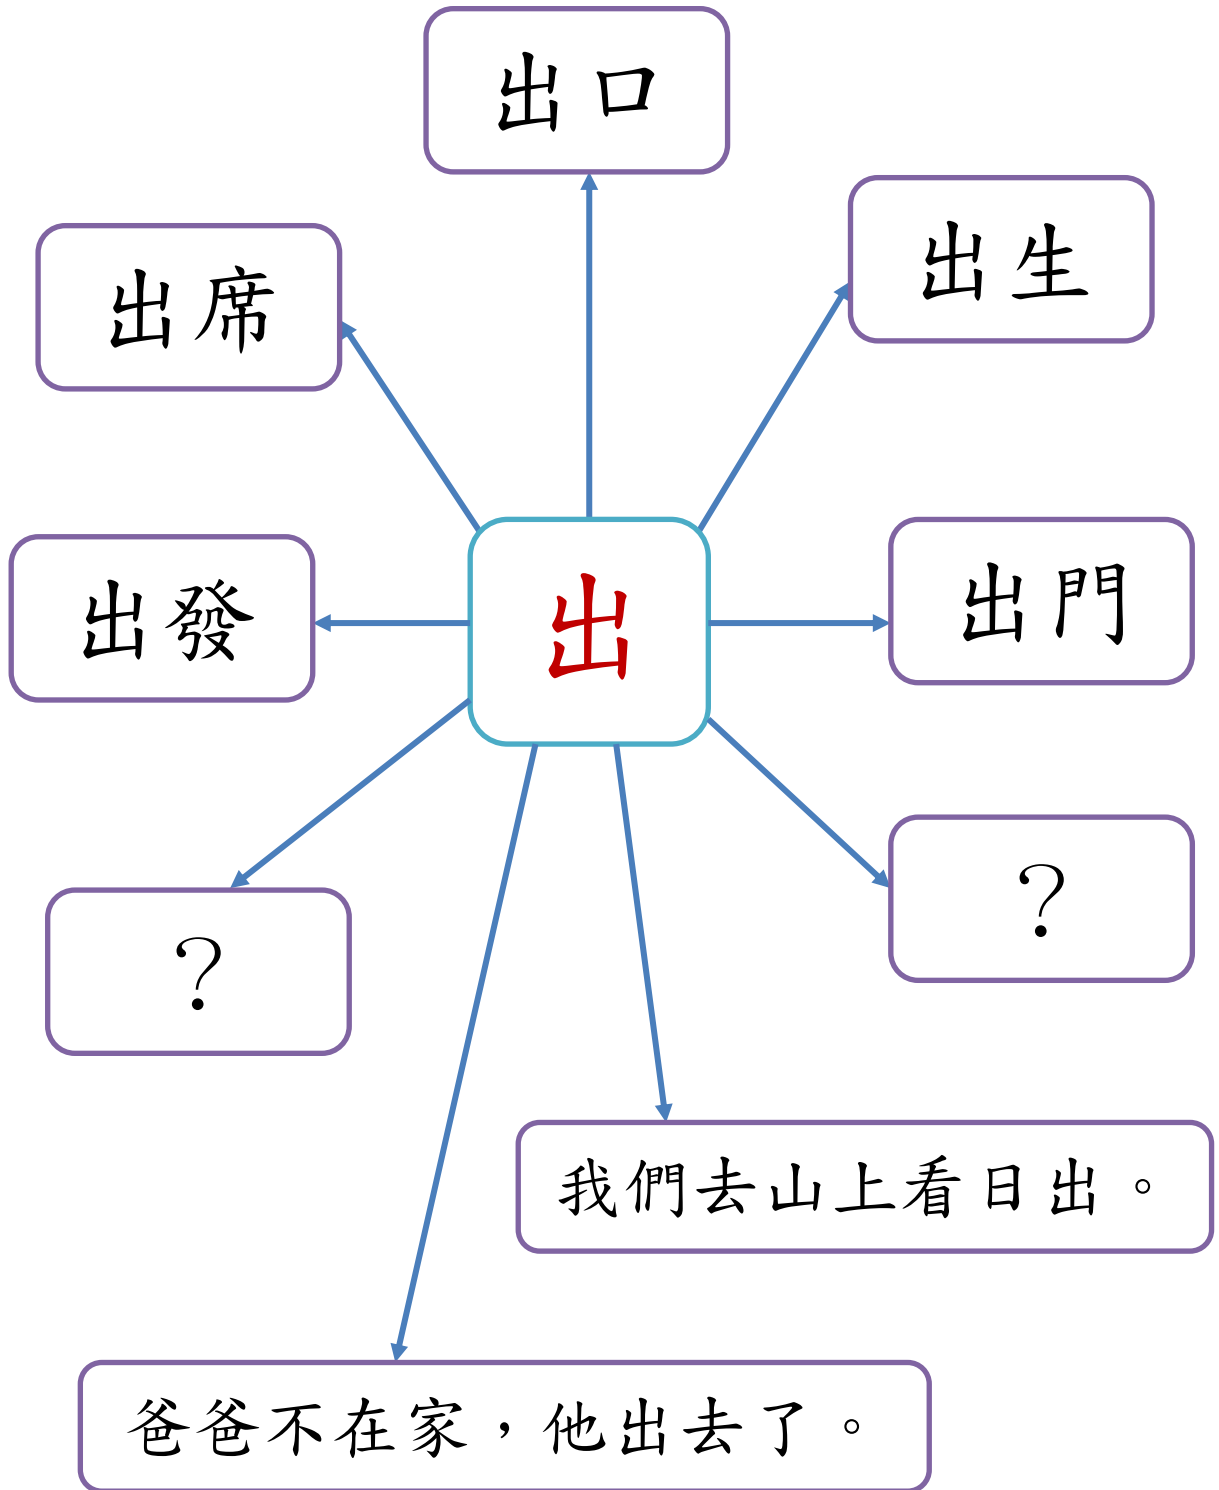 出口
出生
出席
出門
出發
出
？
？
我們去山上看日出。
爸爸不在家，他出去了。